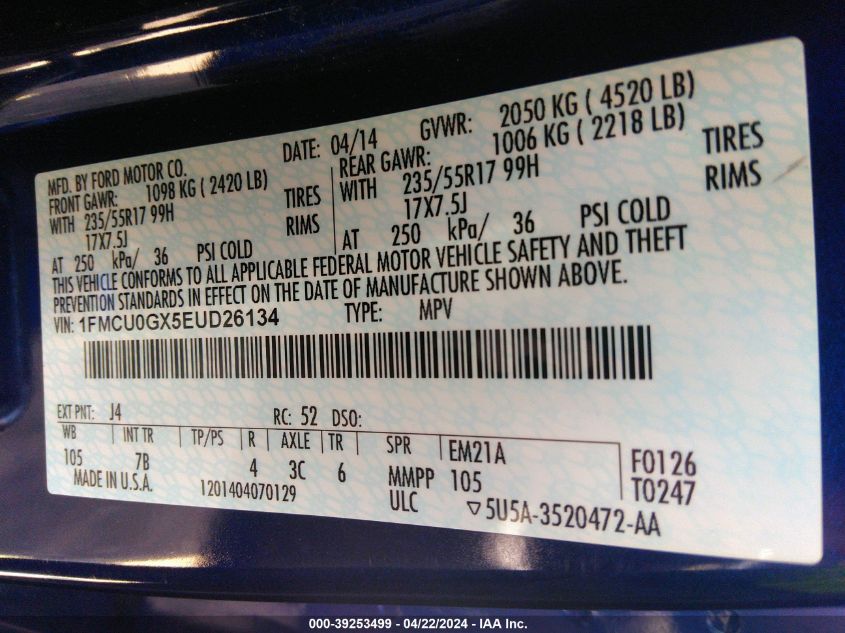 MFD. BY FORD MOTOR CO. DATE: 04/14 GVWR: 2050 KG ( 4520 LB)
FRONT GAWR: 1098 KG ( 2420 LB) REAR GAWR: 1006 KG ( 2218 LB)
WITH 235/55R17 99H TIRES WITH 235/55R17 99H TIRES
17X7.5J RIMS 17X7.5J RIMS
AT 250 kPa/ 36 PSI COLD AT 250 kPa/ 36 PSI COLD
THIS VEHICLE CONFORMS TO ALL APPLICABLE FEDERAL MOTOR VEHICLE SAFETY AND THEFT
PREVENTION STANDARDS IN EFFECT ON THE DATE OF MANUFACTURE SHOWN ABOVE.
VIN: 1FMCU0GX5EUD26134 TYPE: MPV
EXT PNT: J4 RC: 52 DSO:
WB INT TR TP/PS R AXLE TR SPR EM21A F0126
105 7B 4 3C 6 MMPP 105 T0247
MADE IN U.S.A. 1201404070129 ULC ▽5U5A-3520472-AA
000-39253499 - 04/22/2024 - IAA Inc.